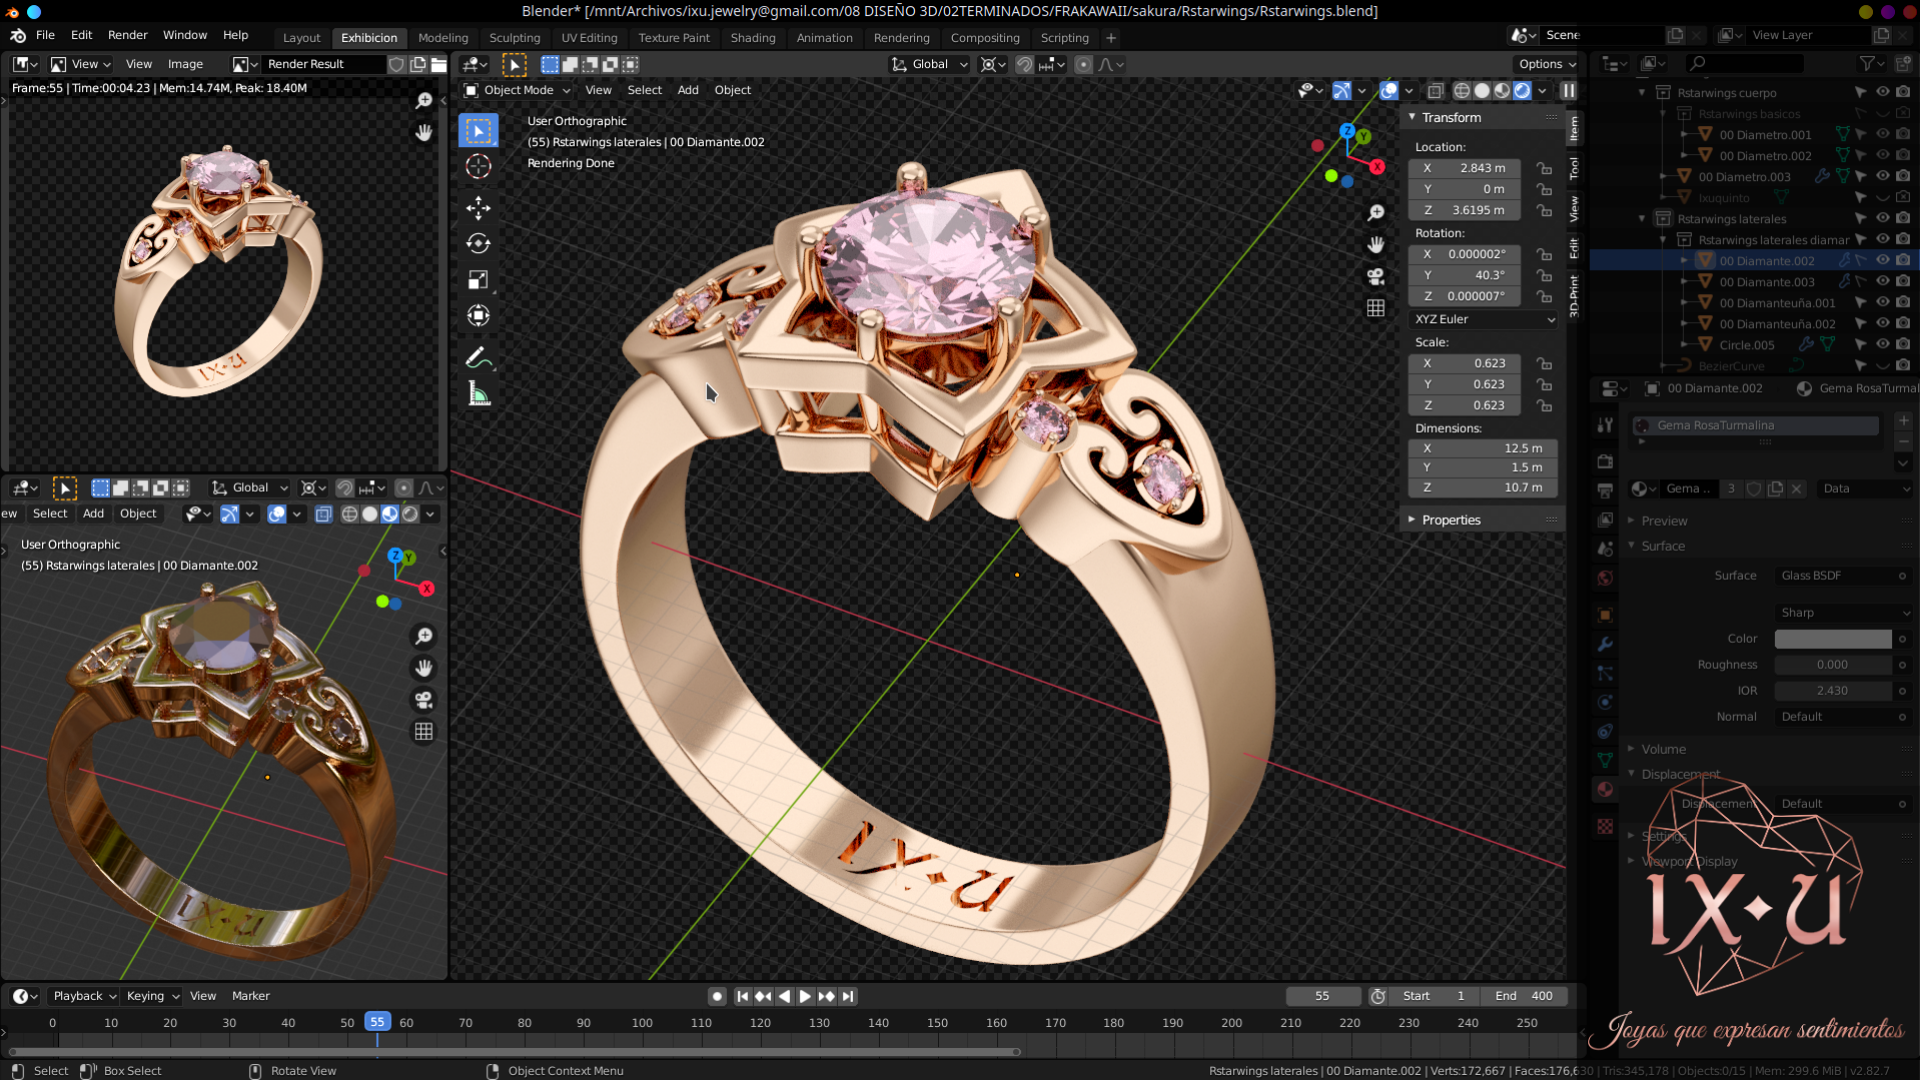 Blender* [/mnt/Archivos/ixu.jewelry@gmail.com/08 DISEÑO 3D/02TERMINADOS/FRAKAWAII/sakura/Rstarwings/Rstarwings.blend]
File Edit Render Window Help
Layout Exhibicion Modeling Sculpting UV Editing Texture Paint Shading Animation Rendering Compositing Scripting +
Scene
View Layer
View View Image Render Result
Frame:55 | Time:00:04.23 | Mem:14.74M, Peak: 18.40M
Global
Options
Object Mode View Select Add Object
User Orthographic
(55) Rstarwings laterales | 00 Diamante.002
Rendering Done
Z Y X
Transform
Location:
X 2.843 m
Y 0 m
Z 3.6195 m
Rotation:
X 0.000002°
Y 40.3°
Z 0.000007°
XYZ Euler
Scale:
X 0.623
Y 0.623
Z 0.623
Dimensions:
X 12.5 m
Y 1.5 m
Z 10.7 m
Properties
Item
Tool
View
Edit
3D-Print
Rstarwings cuerpo
Rstarwings basicos
00 Diametro.001
00 Diametro.002
00 Diametro.003
Ixuquinto
Rstarwings laterales
Rstarwings laterales diamar
00 Diamante.002
00 Diamante.003
00 Diamanteuña.001
00 Diamanteuña.002
Circle.005
BezierCurve
00 Diamante.002 Gema RosaTurmal
Gema RosaTurmalina
Gema .. 3 Data
Preview
Surface
Surface Glass BSDF
Sharp
Color
Roughness 0.000
IOR 2.430
Normal Default
Volume
Displacement
Displacement Default
Settings
Viewport Display
IX•U
Joyas que expresan sentimientos
Global
ew Select Add Object
User Orthographic
(55) Rstarwings laterales | 00 Diamante.002
Z Y X
IX•U
IX•U
IX•U
Playback Keying View Marker
55 Start 1 End 400
0 10 20 30 40 50 55 60 70 80 90 100 110 120 130 140 150 160 170 180 190 200 210 220 230 240 250
Select Box Select Rotate View Object Context Menu
Rstarwings laterales | 00 Diamante.002 | Verts:172,667 | Faces:176,630 | Tris:345,178 | Objects:0/15 | Mem: 299.6 MiB | v2.82.7